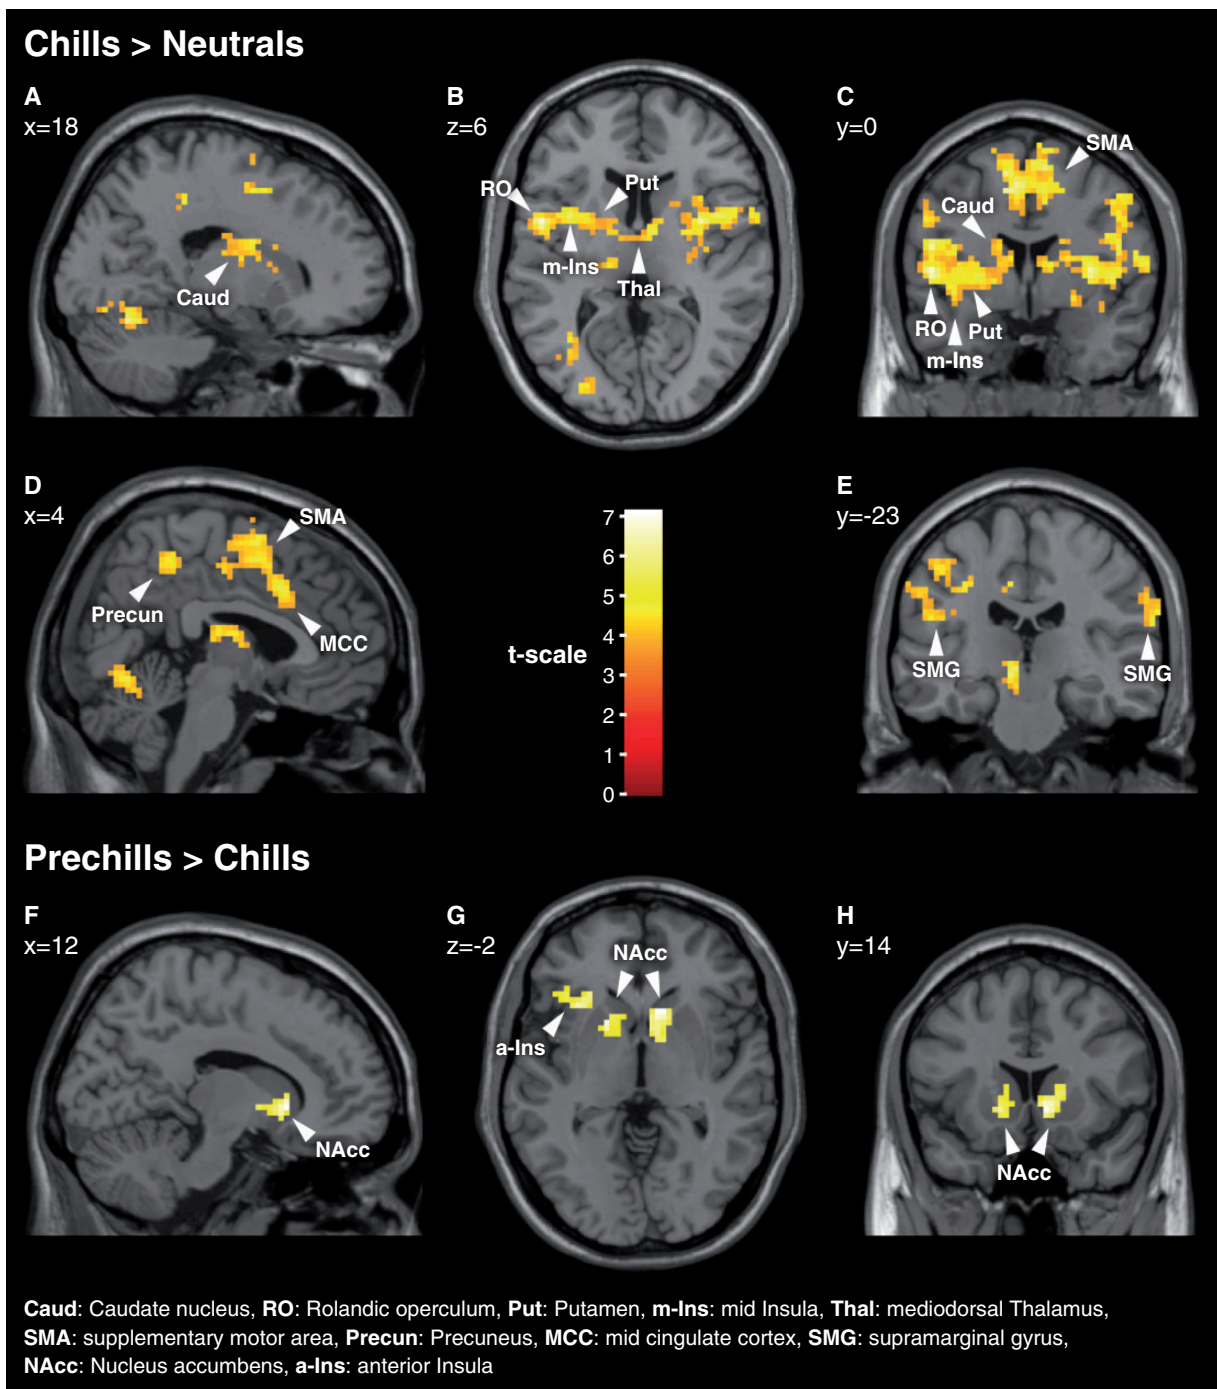 Chills > Neutrals
A
x=18
Caud
B
z=6
RO
Put
m-Ins
Thal
C
y=0
SMA
Caud
RO
Put
m-Ins
D
x=4
SMA
Precun
MCC
t-scale
7
6
5
4
3
2
1
0
E
y=-23
SMG
SMG
Prechills > Chills
F
x=12
NAcc
G
z=-2
NAcc
a-Ins
H
y=14
NAcc
Caud: Caudate nucleus, RO: Rolandic operculum, Put: Putamen, m-Ins: mid Insula, Thal: mediodorsal Thalamus,
SMA: supplementary motor area, Precun: Precuneus, MCC: mid cingulate cortex, SMG: supramarginal gyrus,
NAcc: Nucleus accumbens, a-Ins: anterior Insula